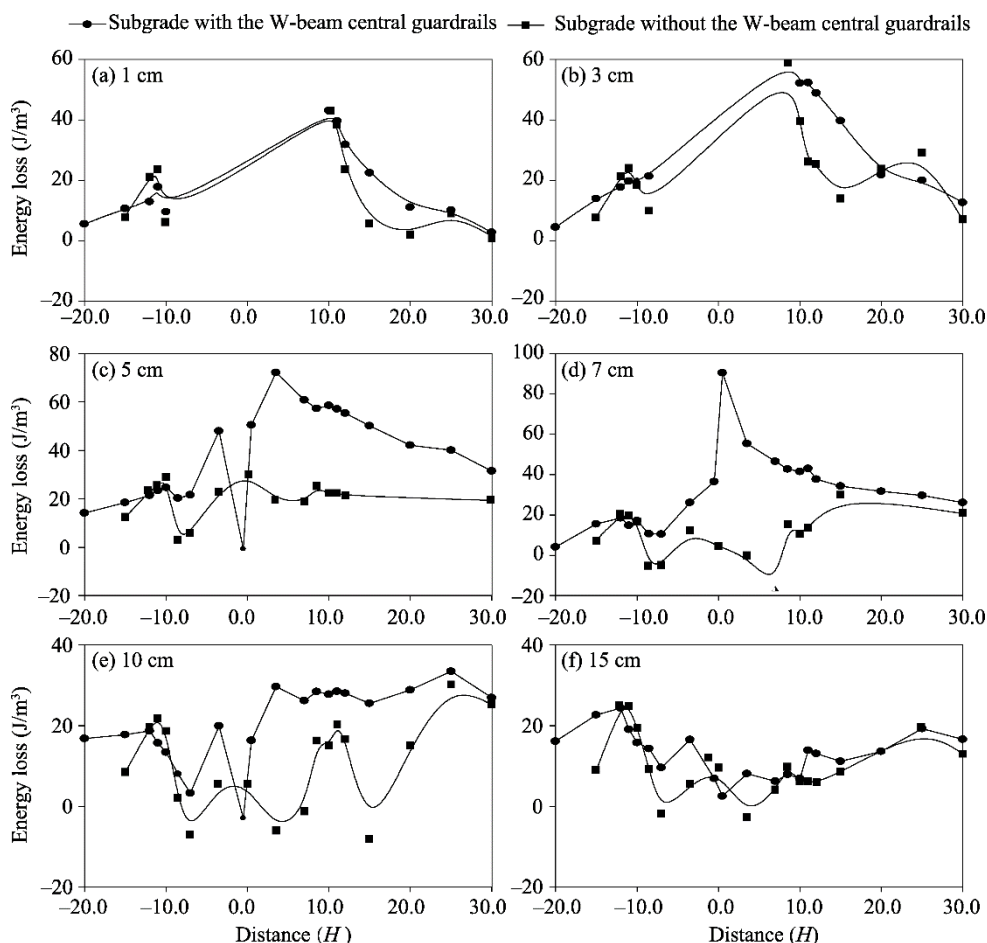 Subgrade with the W-beam central guardrails Subgrade without the W-beam central guardrails
(a) 1 cm
60
40
20
0
–20
Energy loss (J/m³)
–20.0 –10.0 0.0 10.0 20.0 30.0
(b) 3 cm
60
40
20
0
–20
–20.0 –10.0 0.0 10.0 20.0 30.0
(c) 5 cm
80
60
40
20
0
–20
Energy loss (J/m³)
–20.0 –10.0 0.0 10.0 20.0 30.0
(d) 7 cm
100
80
60
40
20
0
–20
–20.0 –10.0 0.0 10.0 20.0 30.0
(e) 10 cm
40
20
0
–20
Energy loss (J/m³)
–20.0 –10.0 0.0 10.0 20.0 30.0
Distance (H)
(f) 15 cm
40
20
0
–20
–20.0 –10.0 0.0 10.0 20.0 30.0
Distance (H)